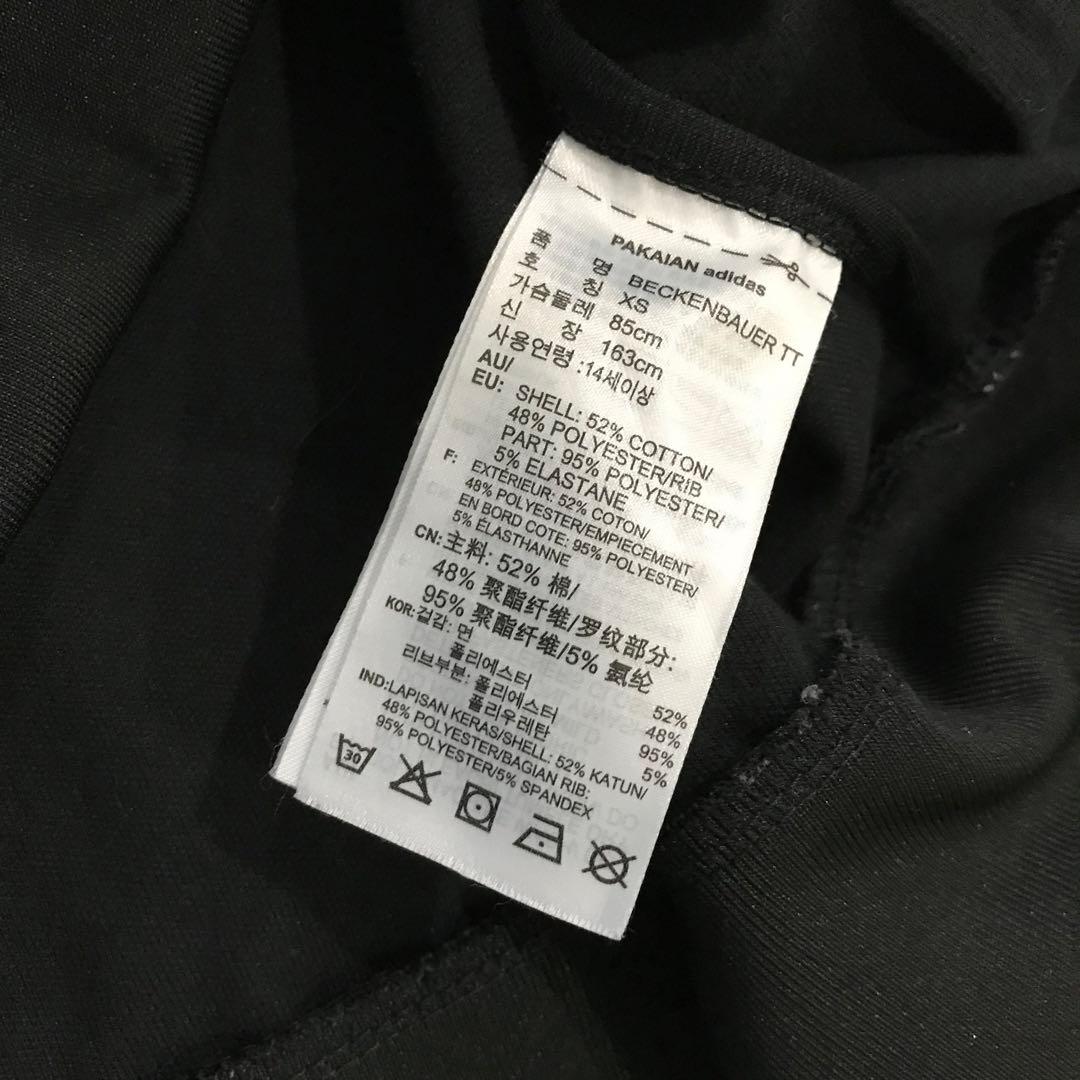 PAKAIAN adidas
품 명 BECKENBAUER TT
호 칭 XS
가슴둘레 85cm
신 장 163cm
사용연령 :14세이상
AU/
EU: SHELL: 52% COTTON/
48% POLYESTER/RIB
PART: 95% POLYESTER/
5% ELASTANE
F: EXTÉRIEUR: 52% COTON/
48% POLYESTER/EMPIECEMENT
EN BORD COTE: 95% POLYESTER/
5% ÉLASTHANNE
CN: 主料: 52% 棉/
48% 聚酯纤维/罗纹部分:
95% 聚酯纤维/5% 氨纶
KOR: 겉감: 면 52%
폴리에스터 48%
리브부분: 폴리에스터 95%
폴리우레탄 5%
IND:LAPISAN KERAS/SHELL: 52% KATUN/
48% POLYESTER/BAGIAN RIB:
95% POLYESTER/5% SPANDEX
30